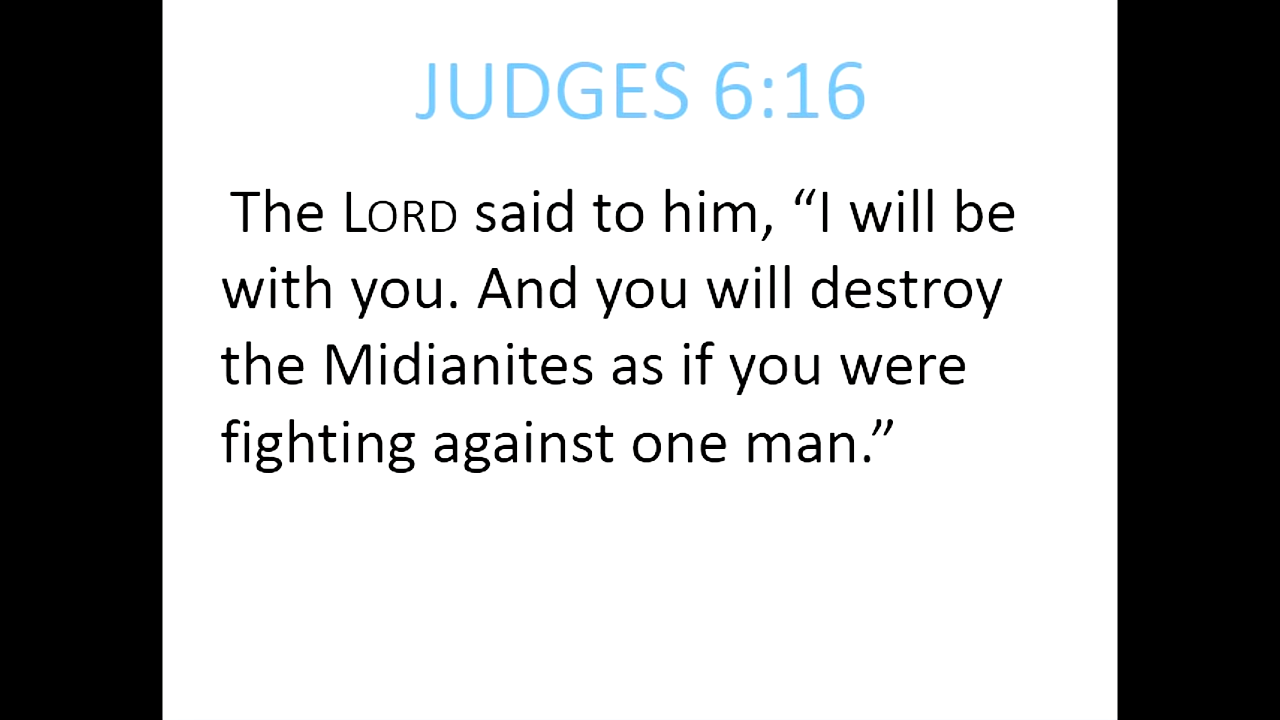 JUDGES 6:16
The LORD said to him, “I will be
with you. And you will destroy
the Midianites as if you were
fighting against one man.”